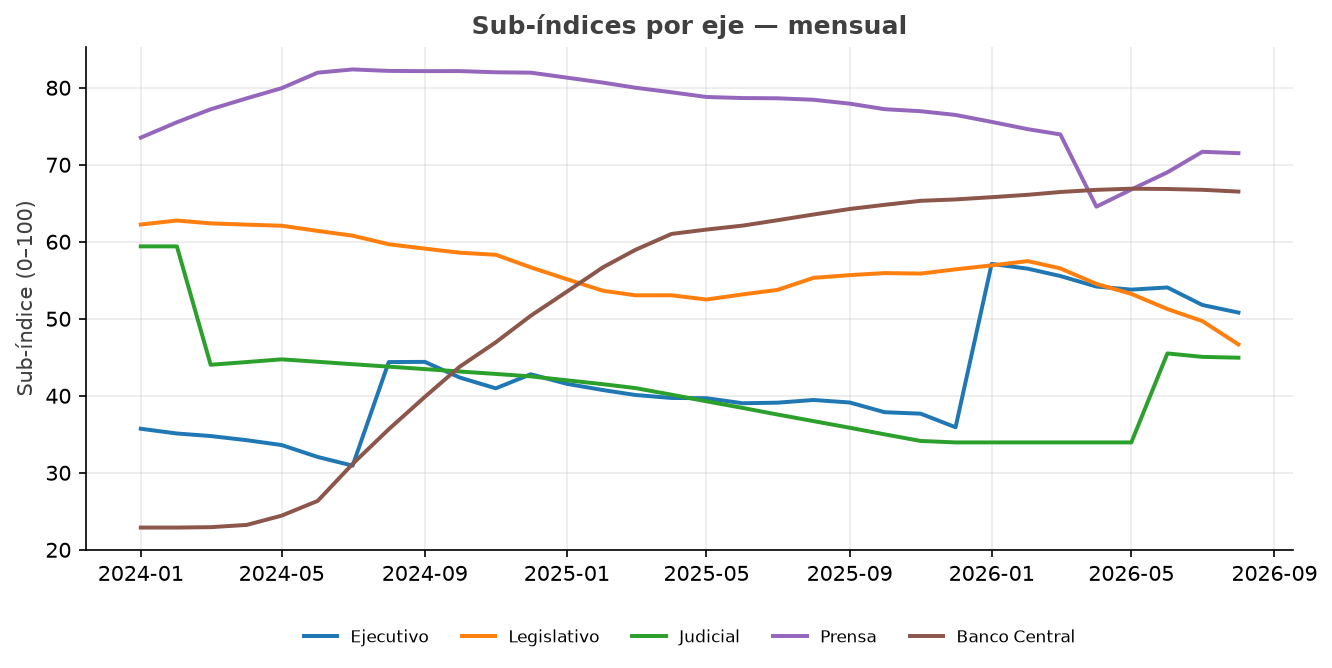 Sub-índices por eje — mensual
Sub-índice (0–100)
80
70
60
50
40
30
20
2024-01 2024-05 2024-09 2025-01 2025-05 2025-09 2026-01 2026-05 2026-09
Ejecutivo Legislativo Judicial Prensa Banco Central